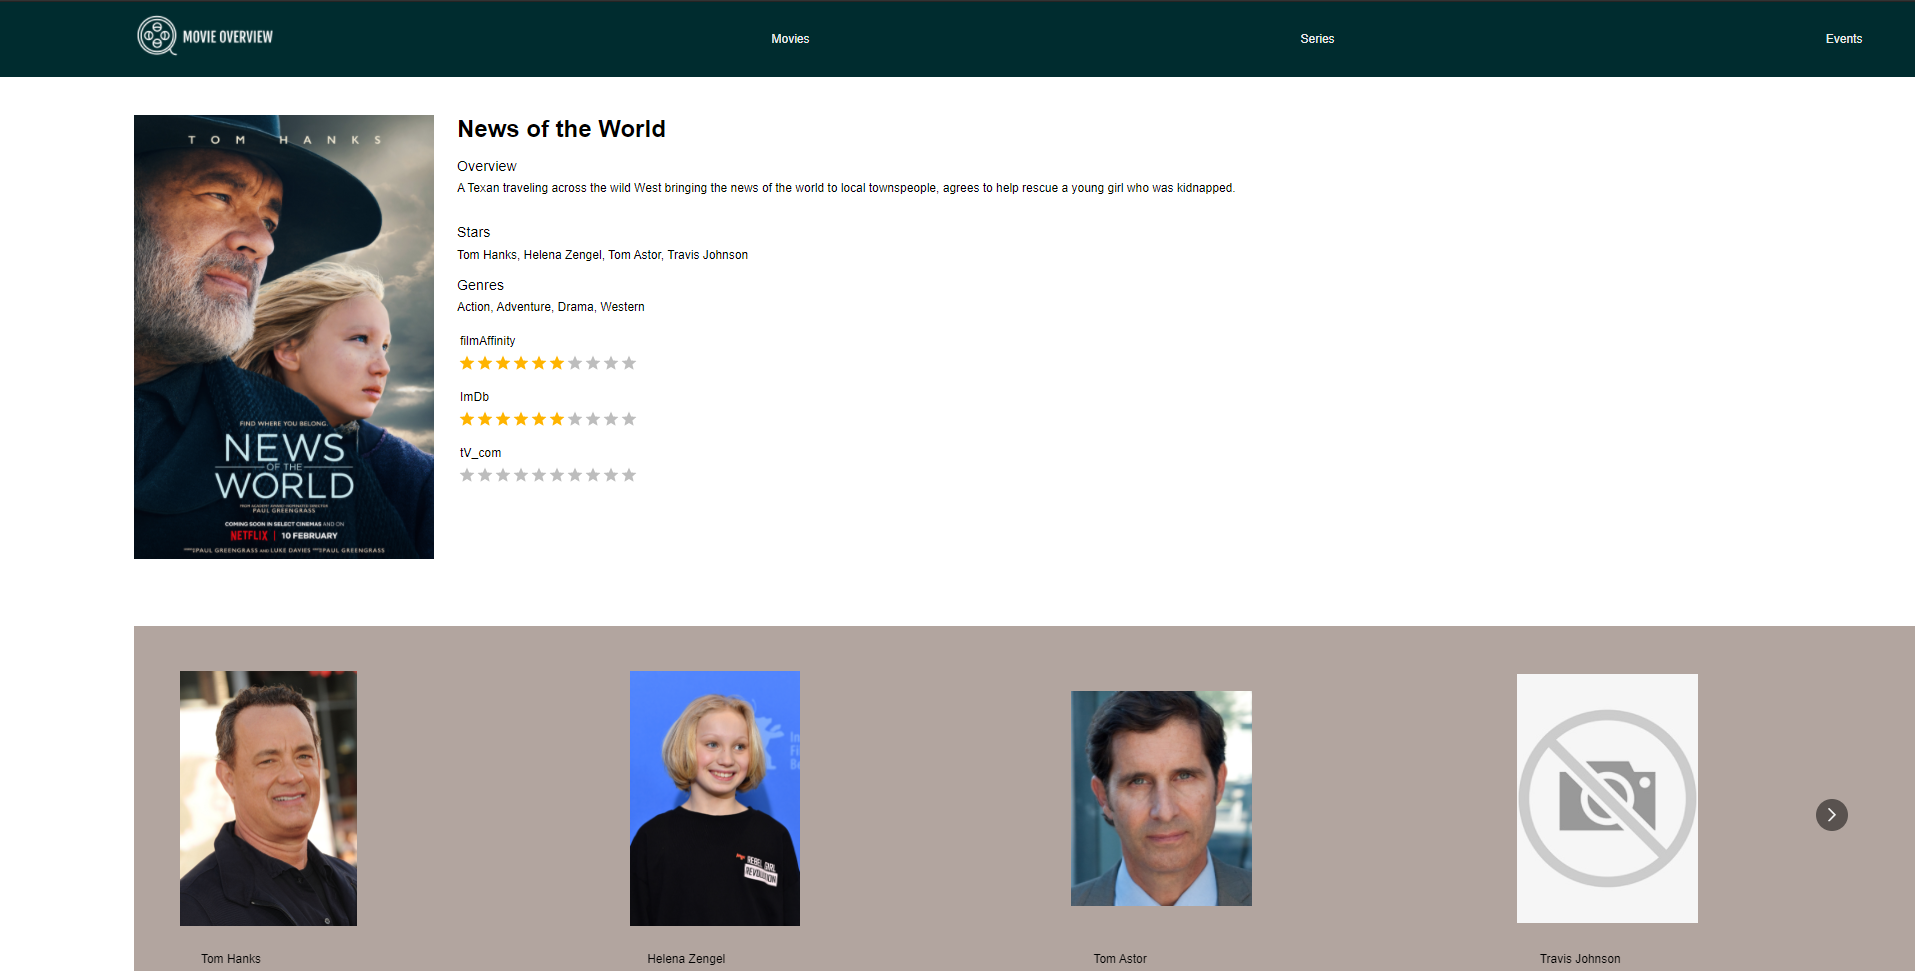 MOVIE OVERVIEW
Movies
Series
Events
TOM HANKS
FIND WHERE YOU BELONG.
NEWS
OF THE
WORLD
PAUL GREENGRASS
COMING SOON IN SELECT CINEMAS AND ON
NETFLIX | 10 FEBRUARY
PAUL GREENGRASS AND LUKE DAVIES PAUL GREENGRASS
News of the World
Overview
A Texan traveling across the wild West bringing the news of the world to local townspeople, agrees to help rescue a young girl who was kidnapped.
Stars
Tom Hanks, Helena Zengel, Tom Astor, Travis Johnson
Genres
Action, Adventure, Drama, Western
filmAffinity
ImDb
tV_com
REBEL GIRL
REVOLUTION
Tom Hanks
Helena Zengel
Tom Astor
Travis Johnson